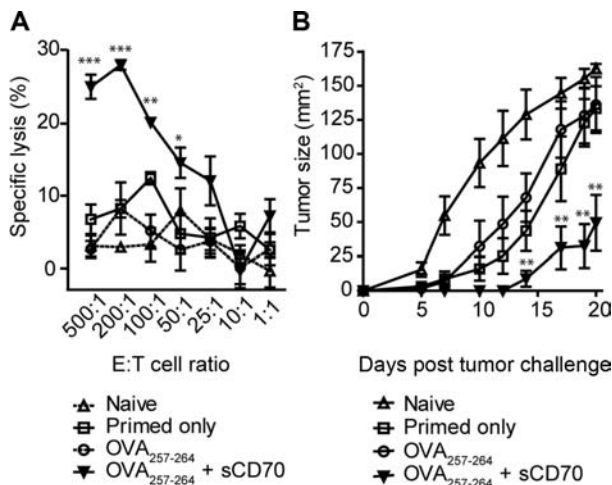 A
***
***
**
*
Specific lysis (%)
30
20
10
0
500:1
200:1
100:1
50:1
25:1
10:1
1:1
E:T cell ratio
Naive
Primed only
OVA257-264
OVA257-264 + sCD70
B
Tumor size (mm²)
175
150
125
100
75
50
25
0
**
**
**
**
0
5
10
15
20
Days post tumor challenge
Naive
Primed only
OVA257-264
OVA257-264 + sCD70